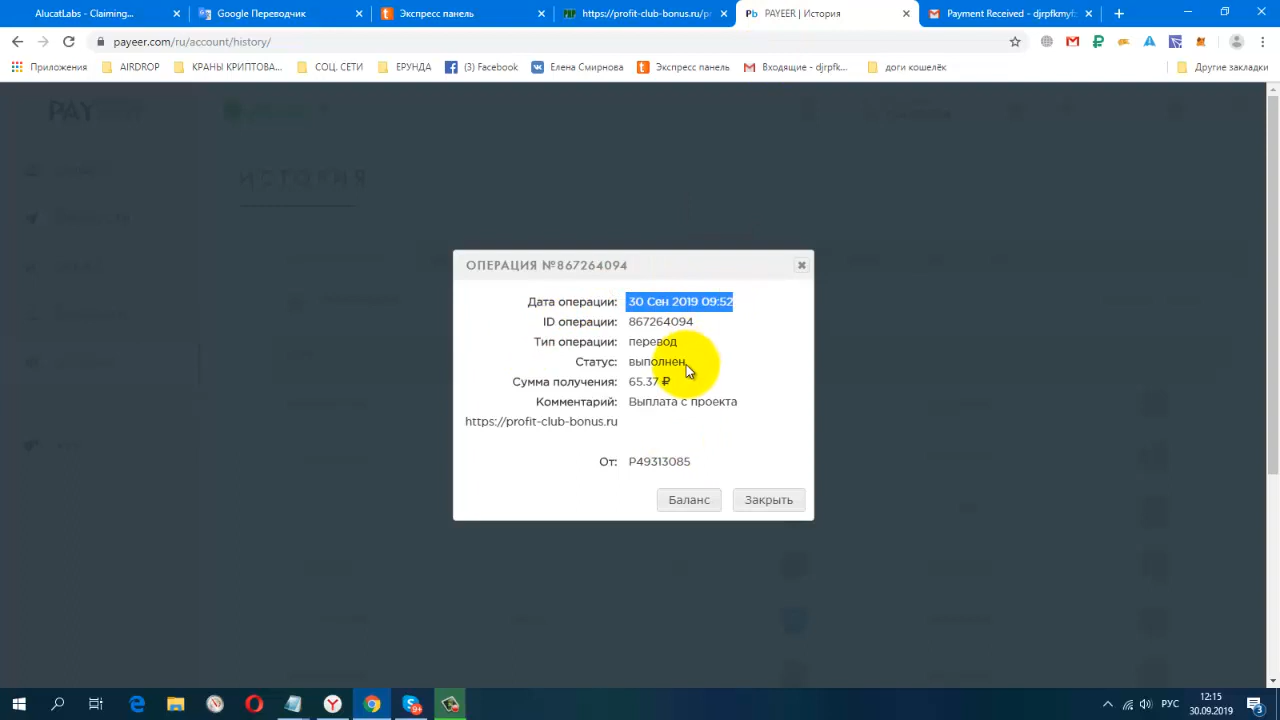 AlucatLabs - Claiming...
Google Переводчик
Экспресс панель
https://profit-club-bonus.ru/pr
PAYEER | История
Payment Received - djrpfkmyfs
payeer.com/ru/account/history/
Приложения
AIRDROP
КРАНЫ КРИПТОВА...
СОЦ. СЕТИ
ЕРУНДА
(3) Facebook
Елена Смирнова
Экспресс панель
Входящие - djrpfk...
доги кошелёк
Другие закладки
PAY
ИСТОРИЯ
ОПЕРАЦИЯ №867264094
Дата операции: 30 Сен 2019 09:52
ID операции: 867264094
Тип операции: перевод
Статус: выполнен
Сумма получения: 65.37 ₽
Комментарий: Выплата с проекта
https://profit-club-bonus.ru
От: P49313085
Баланс
Закрыть
РУС
12:15
30.09.2019